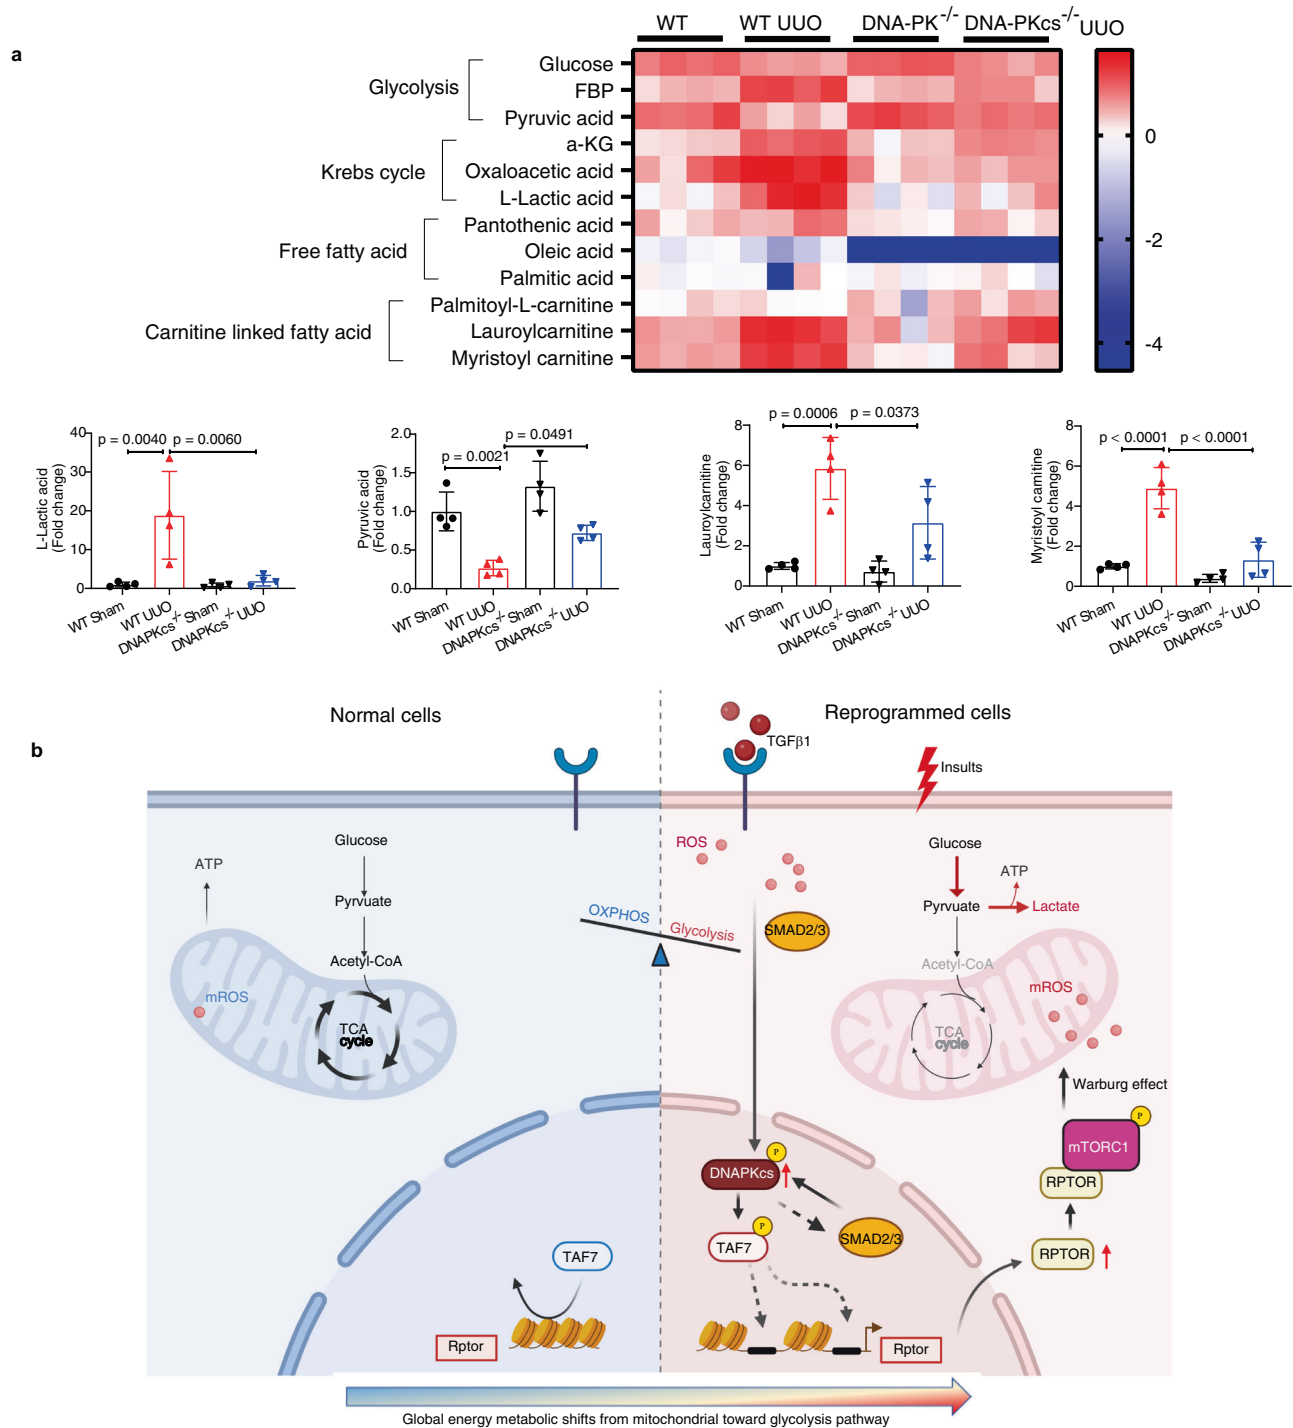 a
WT
WT UUO
DNA-PK-/-
DNA-PKcs-/- UUO
Glycolysis
Glucose
FBP
Pyruvic acid
Krebs cycle
a-KG
Oxaloacetic acid
L-Lactic acid
Free fatty acid
Pantothenic acid
Oleic acid
Palmitic acid
Carnitine linked fatty acid
Palmitoyl-L-carnitine
Lauroylcarnitine
Myristoyl carnitine
0
-2
-4
L-Lactic acid
(Fold change)
40
30
20
10
0
p = 0.0040
p = 0.0060
WT Sham
WT UUO
DNAPKcs-/- Sham
DNAPKcs-/- UUO
Pyruvic acid
(Fold change)
2.0
1.5
1.0
0.5
0.0
p = 0.0021
p = 0.0491
WT Sham
WT UUO
DNAPKcs-/- Sham
DNAPKcs-/- UUO
Lauroylcarnitine
(Fold change)
8
6
4
2
0
p = 0.0006
p = 0.0373
WT Sham
WT UUO
DNAPKcs-/- Sham
DNAPKcs-/- UUO
Myristoyl carnitine
(Fold change)
8
6
4
2
0
p < 0.0001
p < 0.0001
WT Sham
WT UUO
DNAPKcs-/- Sham
DNAPKcs-/- UUO
b
Normal cells
Reprogrammed cells
TGFβ1
Insults
Glucose
ATP
Pyrvuate
Acetyl-CoA
mROS
TCA
cycle
OXPHOS
Glycolysis
ROS
SMAD2/3
Glucose
ATP
Pyrvuate
Lactate
Acetyl-CoA
mROS
TCA
cycle
Warburg effect
P
mTORC1
RPTOR
RPTOR
P
DNAPKcs
P
TAF7
SMAD2/3
TAF7
Rptor
Rptor
Global energy metabolic shifts from mitochondrial toward glycolysis pathway